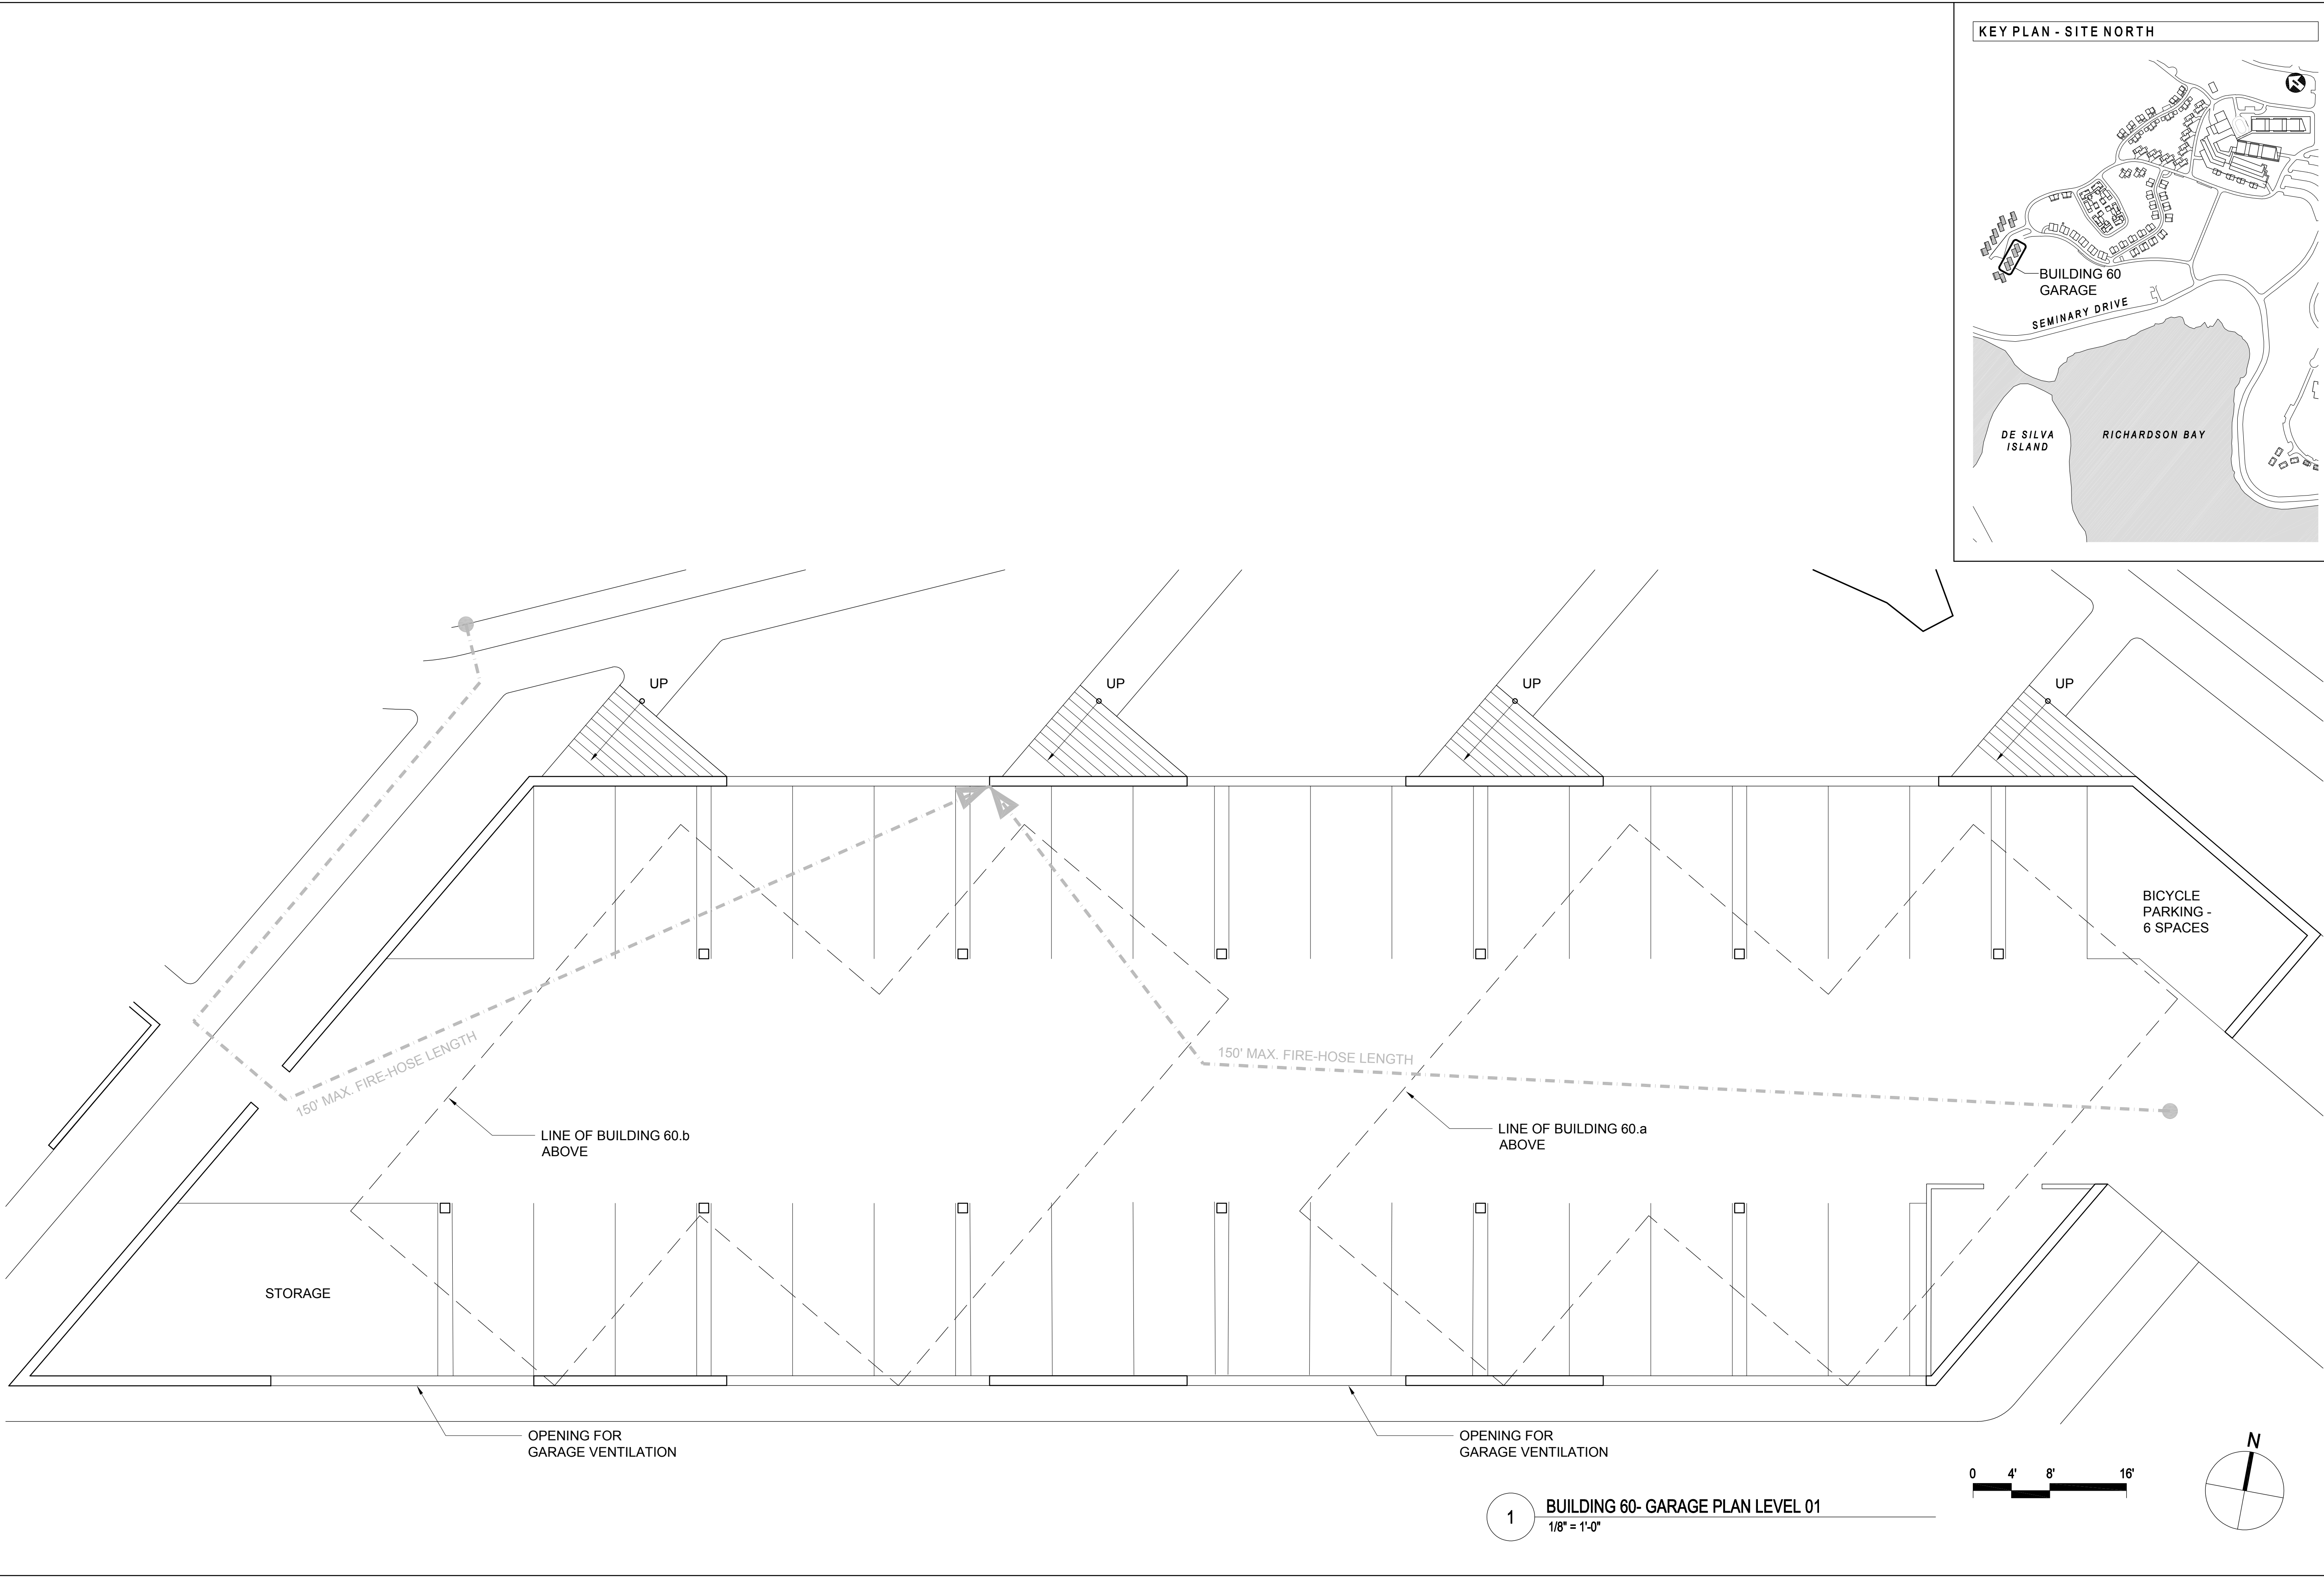 KEY PLAN - SITE NORTH
BUILDING 60
GARAGE
SEMINARY DRIVE
DE SILVA
ISLAND
RICHARDSON BAY
UP
UP
UP
UP
BICYCLE
PARKING -
6 SPACES
150' MAX. FIRE-HOSE LENGTH
150' MAX. FIRE-HOSE LENGTH
LINE OF BUILDING 60.b
ABOVE
LINE OF BUILDING 60.a
ABOVE
STORAGE
OPENING FOR
GARAGE VENTILATION
OPENING FOR
GARAGE VENTILATION
N
0 4' 8' 16'
1
BUILDING 60- GARAGE PLAN LEVEL 01
1/8" = 1'-0"